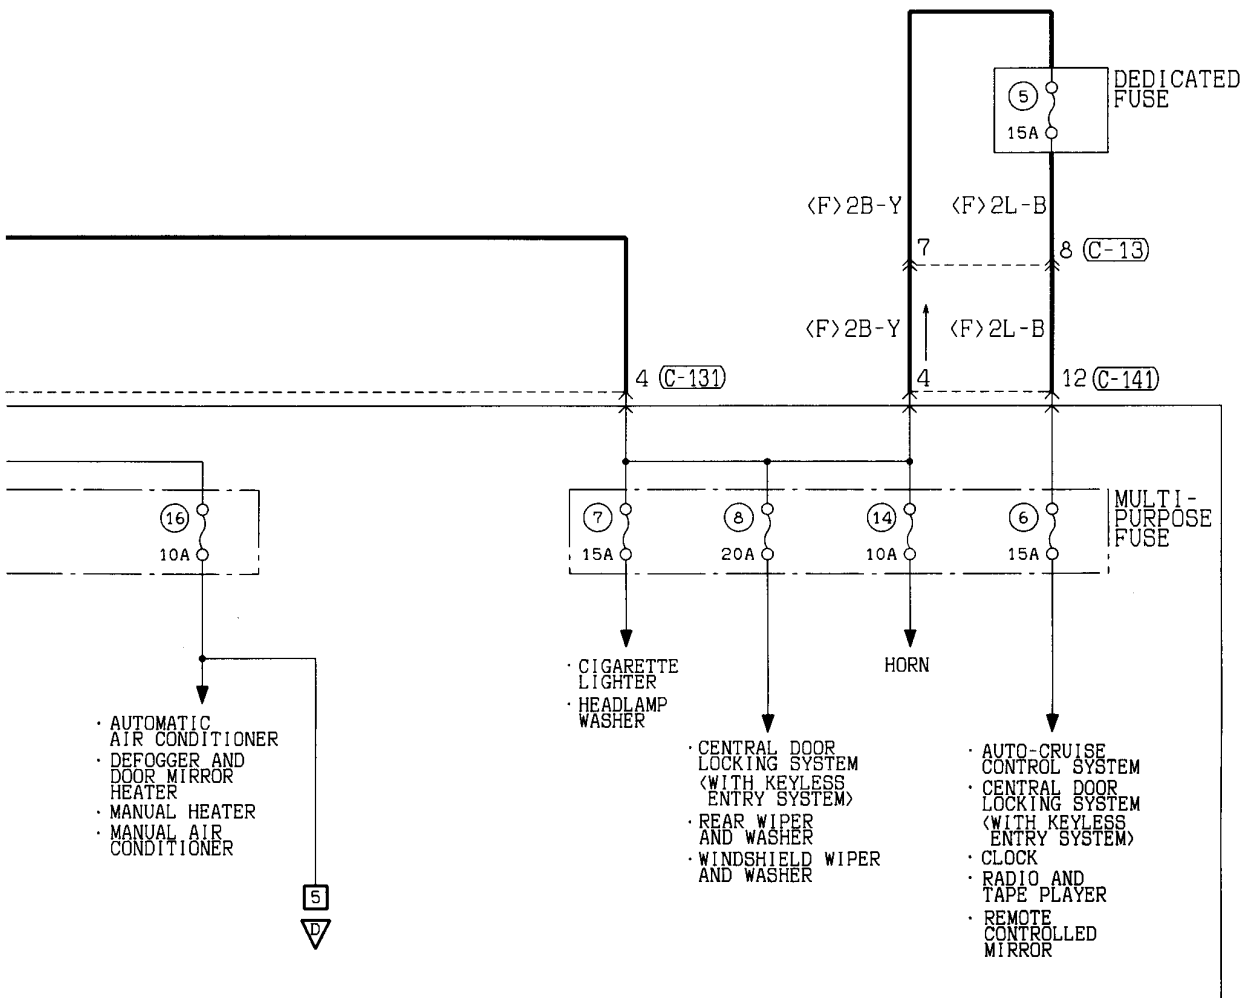 DEDICATED
FUSE
5
15A
<F>2B-Y <F>2L-B
7 8 (C-13)
<F>2B-Y <F>2L-B
4 (C-131) 4 12 (C-141)
MULTI-
PURPOSE
FUSE
16 7 8 14 6
10A 15A 20A 10A 15A
· CIGARETTE
LIGHTER
· HEADLAMP
WASHER
HORN
· AUTOMATIC
AIR CONDITIONER
· DEFOGGER AND
DOOR MIRROR
HEATER
· MANUAL HEATER
· MANUAL AIR
CONDITIONER
· CENTRAL DOOR
LOCKING SYSTEM
<WITH KEYLESS
ENTRY SYSTEM>
· REAR WIPER
AND WASHER
· WINDSHIELD WIPER
AND WASHER
· AUTO-CRUISE
CONTROL SYSTEM
· CENTRAL DOOR
LOCKING SYSTEM
<WITH KEYLESS
ENTRY SYSTEM>
· CLOCK
· RADIO AND
TAPE PLAYER
· REMOTE
CONTROLLED
MIRROR
5
D